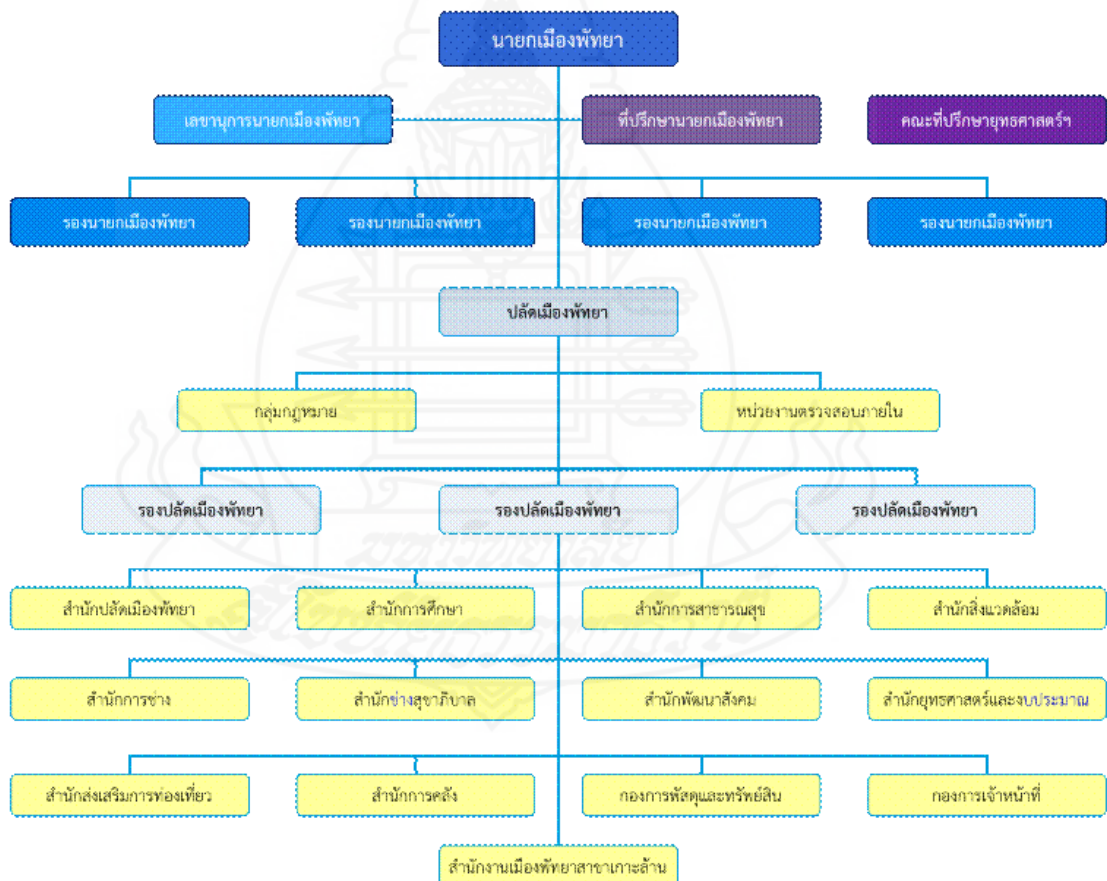 นายกเมืองพัทยา
เลขานุการนายกเมืองพัทยา
ที่ปรึกษานายกเมืองพัทยา
คณะที่ปรึกษายุทธศาสตร์ฯ
รองนายกเมืองพัทยา
รองนายกเมืองพัทยา
รองนายกเมืองพัทยา
รองนายกเมืองพัทยา
ปลัดเมืองพัทยา
กลุ่มกฎหมาย
หน่วยงานตรวจสอบภายใน
รองปลัดเมืองพัทยา
รองปลัดเมืองพัทยา
รองปลัดเมืองพัทยา
สำนักปลัดเมืองพัทยา
สำนักการศึกษา
สำนักการสาธารณสุข
สำนักสิ่งแวดล้อม
สำนักการช่าง
สำนักช่างสุขาภิบาล
สำนักพัฒนาสังคม
สำนักยุทธศาสตร์และงบประมาณ
สำนักส่งเสริมการท่องเที่ยว
สำนักการคลัง
กองการพัสดุและทรัพย์สิน
กองการเจ้าหน้าที่
สำนักงานเมืองพัทยาสาขาเกาะล้าน